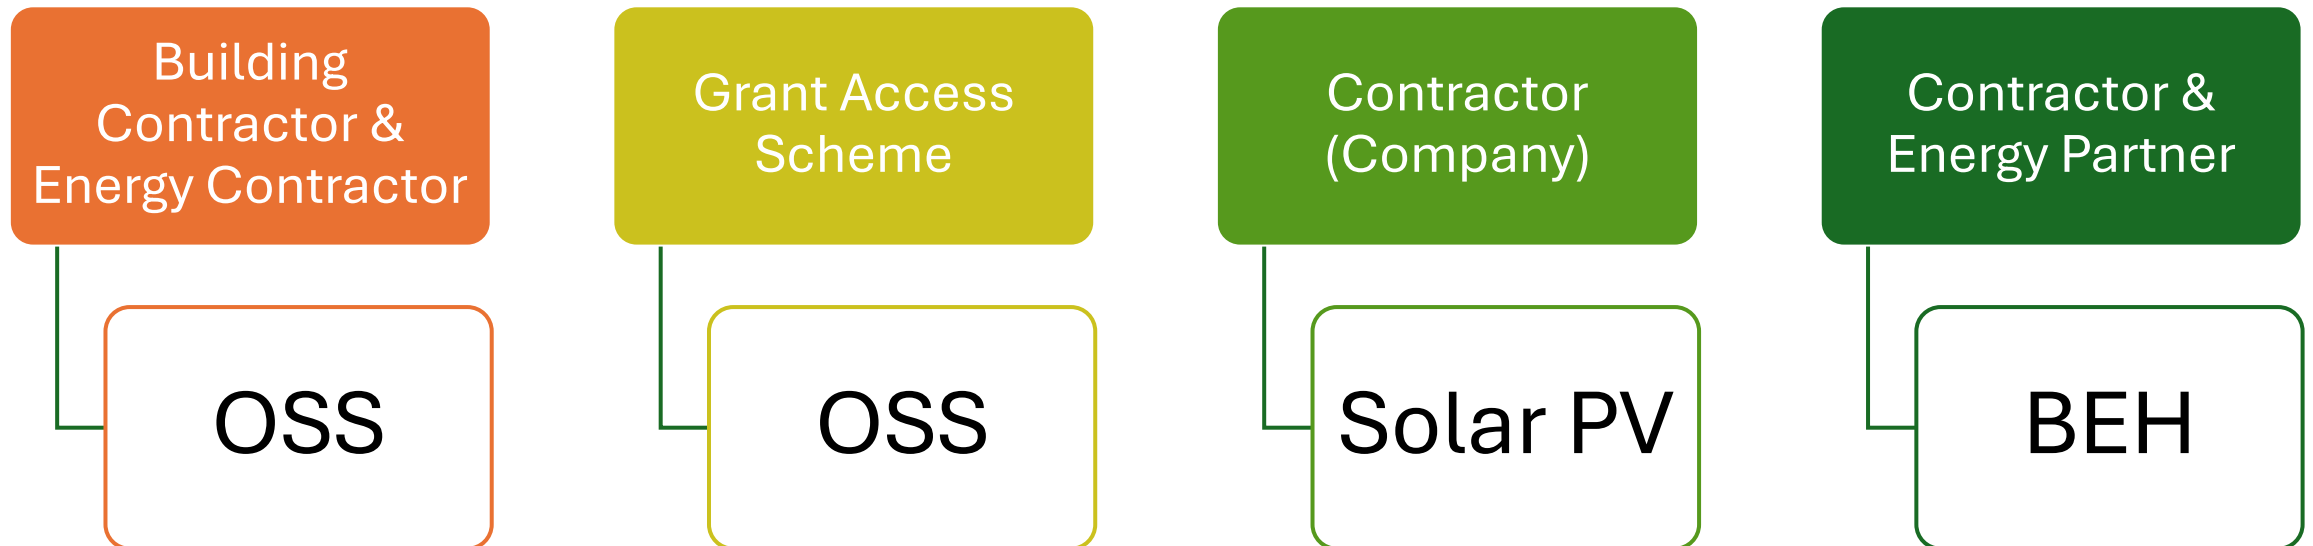 Building
Contractor &
Energy Contractor
OSS
Grant Access
Scheme
OSS
Contractor
(Company)
Solar PV
Contractor &
Energy Partner
BEH